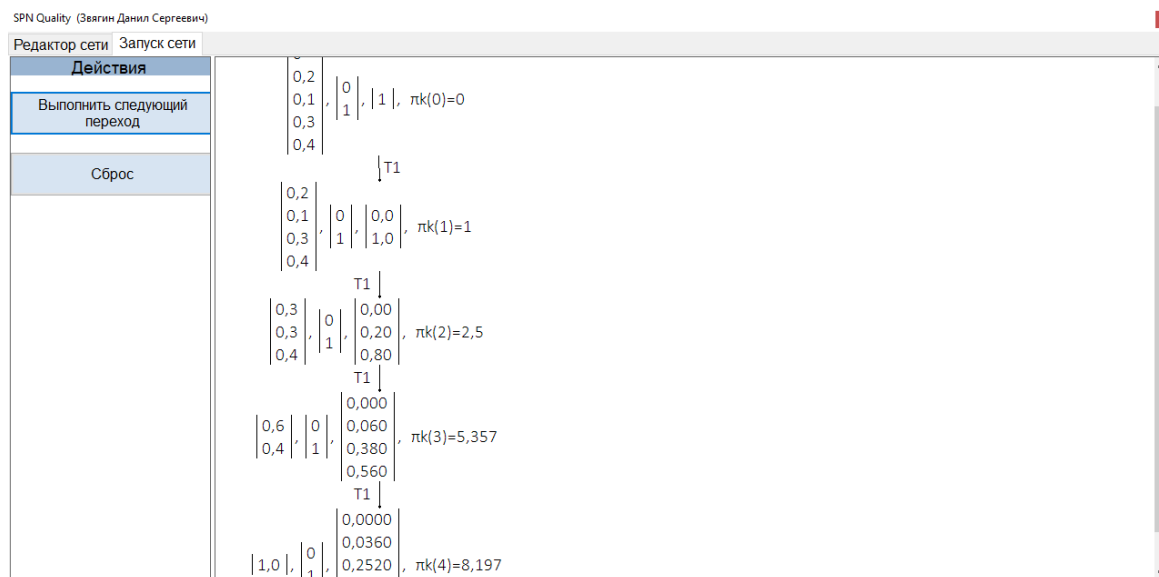 SPN Quality (Звягин Данил Сергеевич)
Редактор сети Запуск сети
Действия
Выполнить следующий
переход
Сброс
0,2
0,1
0,3
0,4
, 0
1
, 1 , πk(0)=0
T1
0,2
0,1
0,3
0,4
, 0
1
, 0,0
1,0
, πk(1)=1
T1
0,3
0,3
0,4
, 0
1
, 0,00
0,20
0,80
, πk(2)=2,5
T1
0,6
0,4
, 0
1
, 0,000
0,060
0,380
0,560
, πk(3)=5,357
T1
1,0 , 0
1
, 0,0000
0,0360
0,2520
, πk(4)=8,197